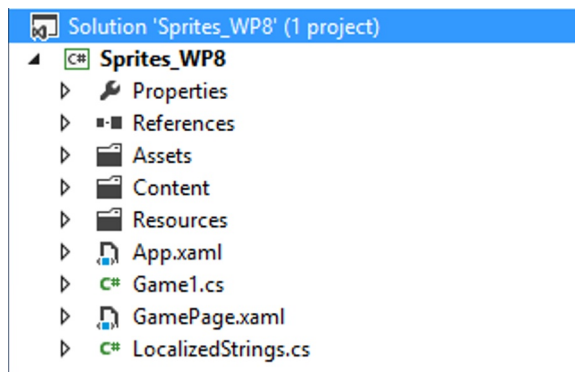 Solution 'Sprites_WP8' (1 project)
C# Sprites_WP8
Properties
References
Assets
Content
Resources
App.xaml
C# Game1.cs
GamePage.xaml
C# LocalizedStrings.cs